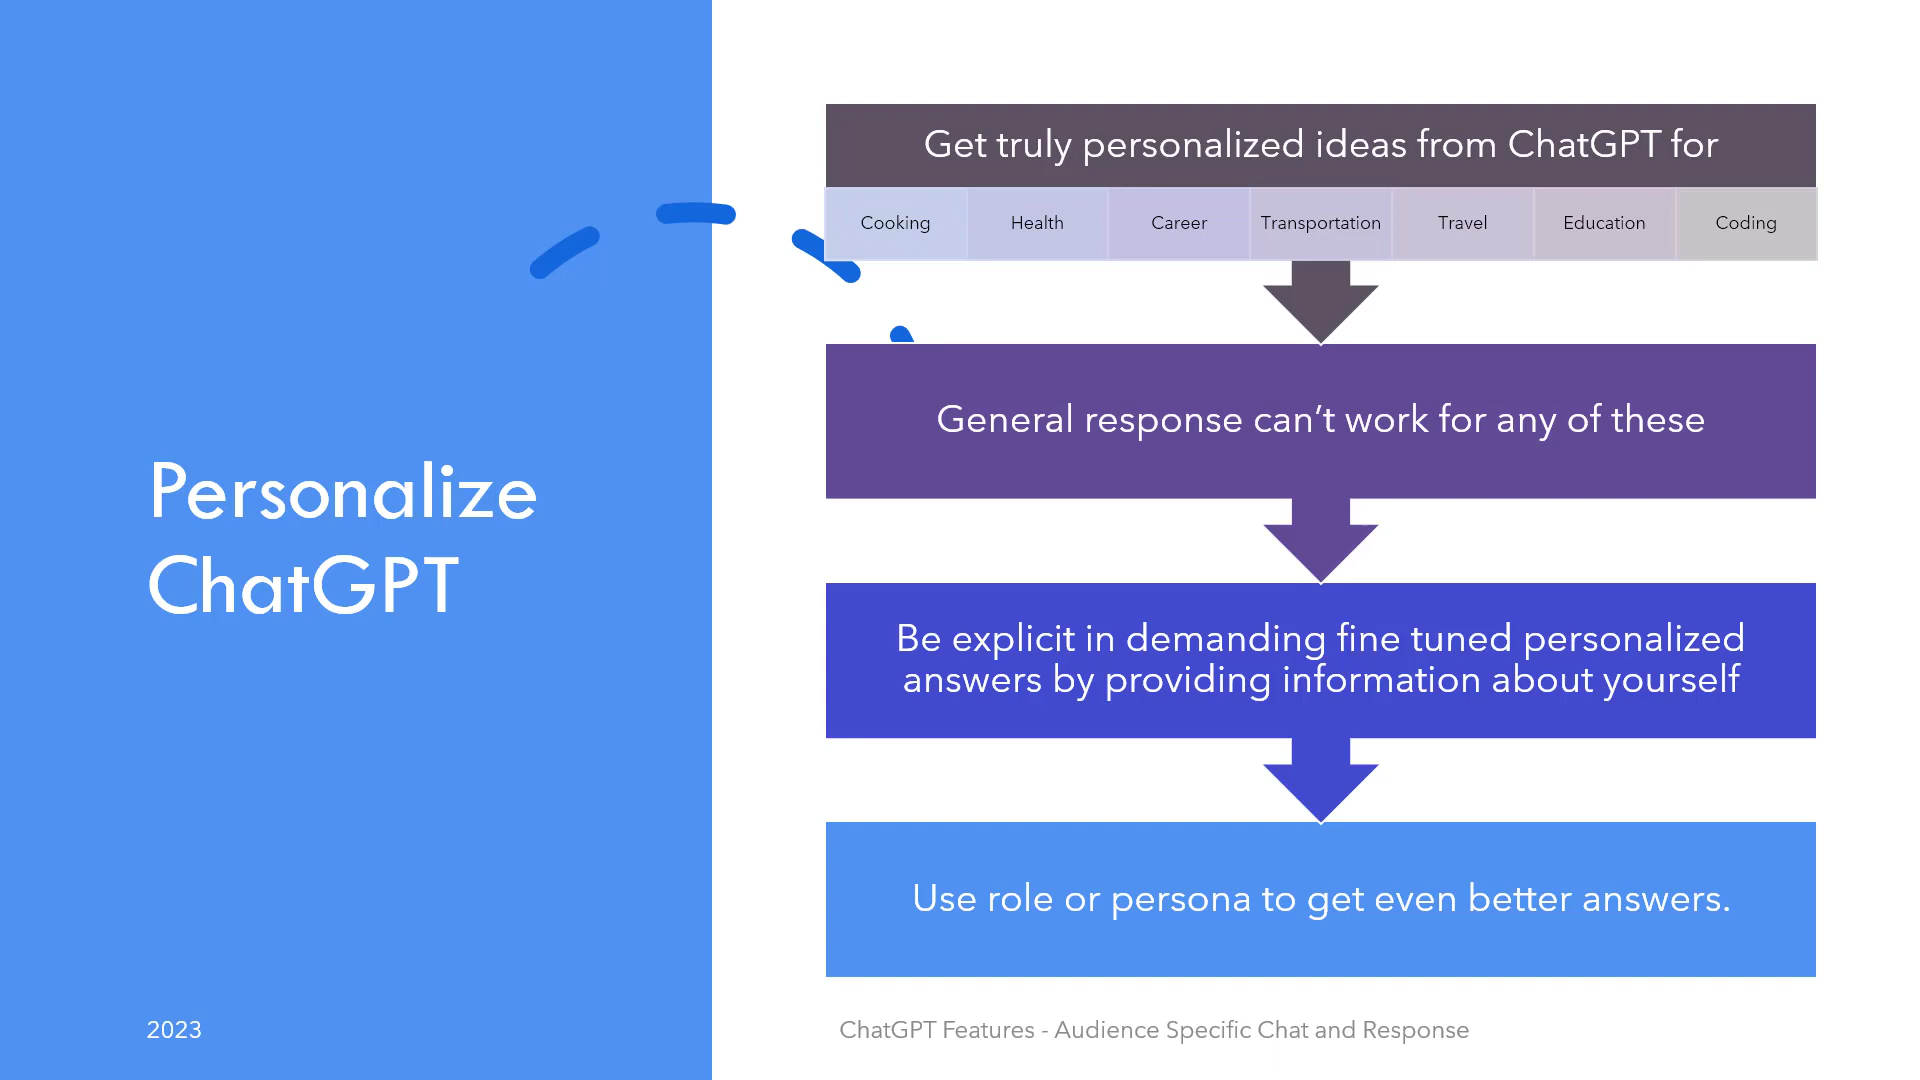 Personalize
ChatGPT
Get truly personalized ideas from ChatGPT for
Cooking
Health
Career
Transportation
Travel
Education
Coding
General response can’t work for any of these
Be explicit in demanding fine tuned personalized
answers by providing information about yourself
Use role or persona to get even better answers.
2023
ChatGPT Features - Audience Specific Chat and Response